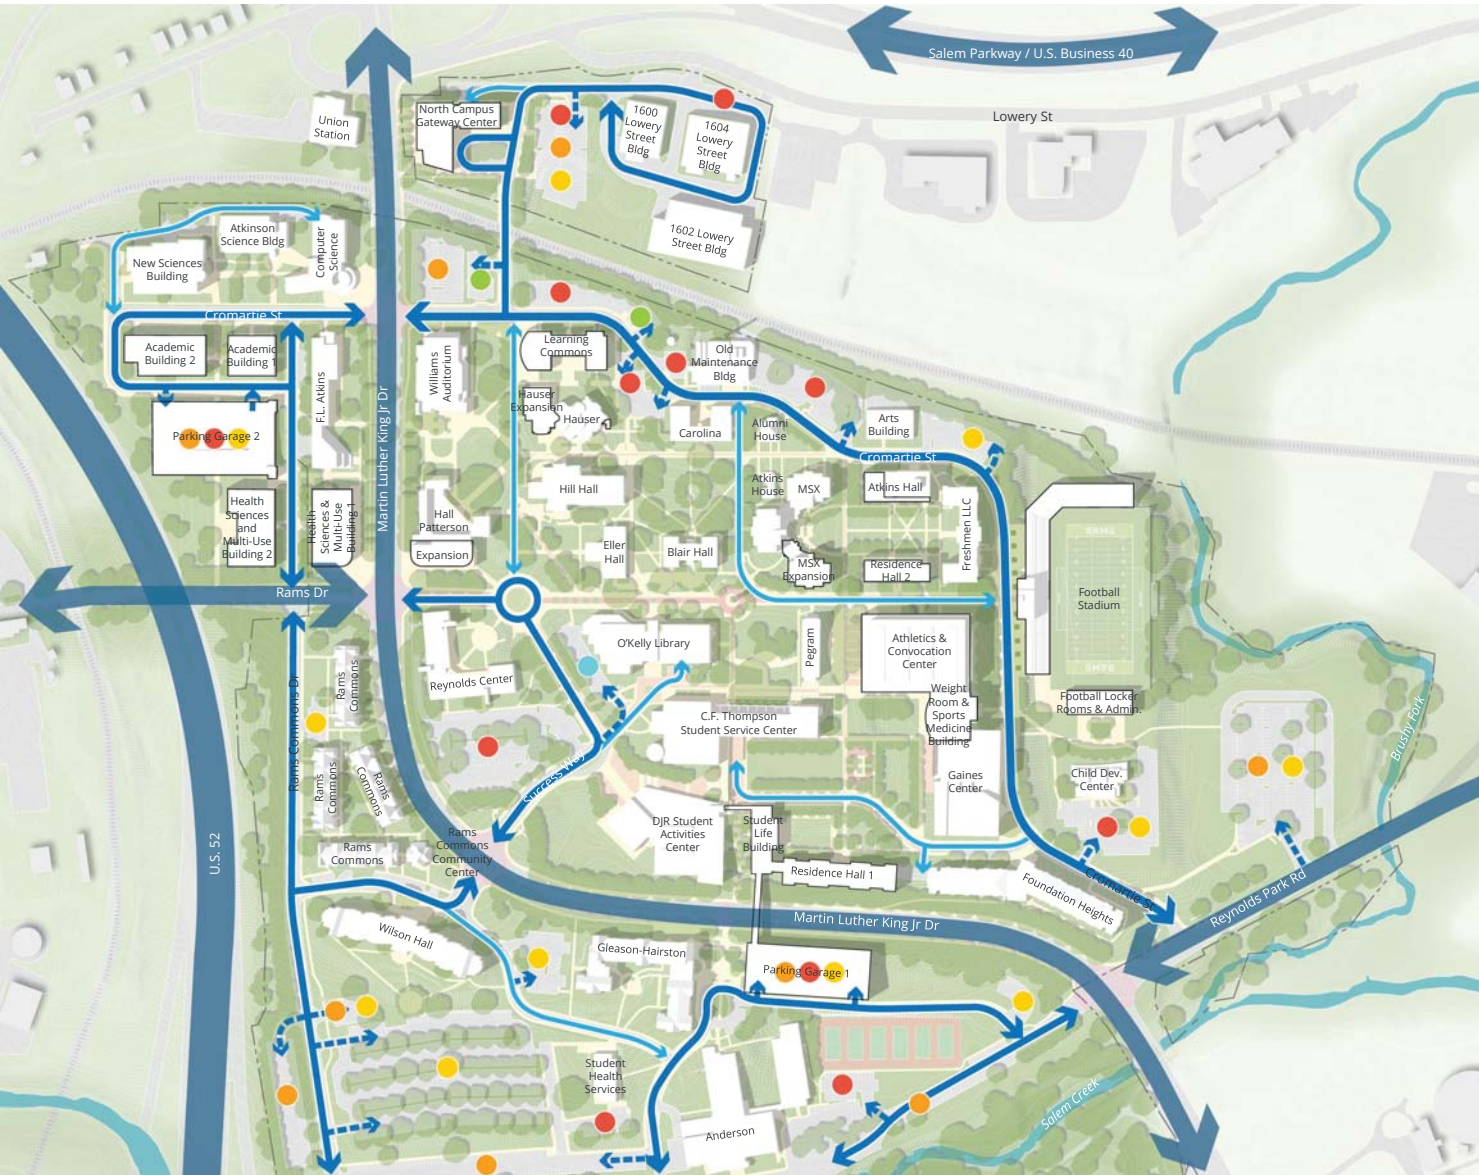 Salem Parkway / U.S. Business 40
Lowery St
Union
Station
North Campus
Gateway Center
1600
Lowery
Street
Bldg
1604
Lowery
Street
Bldg
1602 Lowery
Street Bldg
Atkinson
Science Bldg
Computer
Science
New Sciences
Building
Cromartie St
Academic
Building 2
Academic
Building 1
F.L. Atkins
Martin Luther King Jr Dr
Williams
Auditorium
Learning
Commons
Hauser
Expansion
Hauser
Old
Maintenance
Bldg
Carolina
Alumni
House
Arts
Building
Cromartie St
Parking Garage 2
Health
Sciences
and
Multi-Use
Building 2
Health
Sciences &
Multi-Use
Building 1
Hall
Patterson
Expansion
Hill Hall
Eller
Hall
Blair Hall
Atkins
House
MSX
MSX
Expansion
Atkins Hall
Residence
Hall 2
Freshmen LLC
RAMS
Football
Stadium
RAMS
Rams Dr
O'Kelly Library
Pegram
Athletics &
Convocation
Center
Weight
Room &
Sports
Medicine
Building
Football Locker
Rooms & Admin.
Reynolds Center
Rams
Commons
Rams Commons Dr
C.F. Thompson
Student Service Center
Success Way
Gaines
Center
Child Dev.
Center
Brushy Fork
Rams
Commons
Rams
Commons
Rams
Commons
Rams
Commons
Community
Center
U.S. 52
DJR Student
Activities
Center
Student
Life
Building
Residence Hall 1
Foundation Heights
Cromartie St
Reynolds Park Rd
Martin Luther King Jr Dr
Wilson Hall
Gleason-Hairston
Parking Garage 1
Student
Health
Services
Anderson
Salem Creek